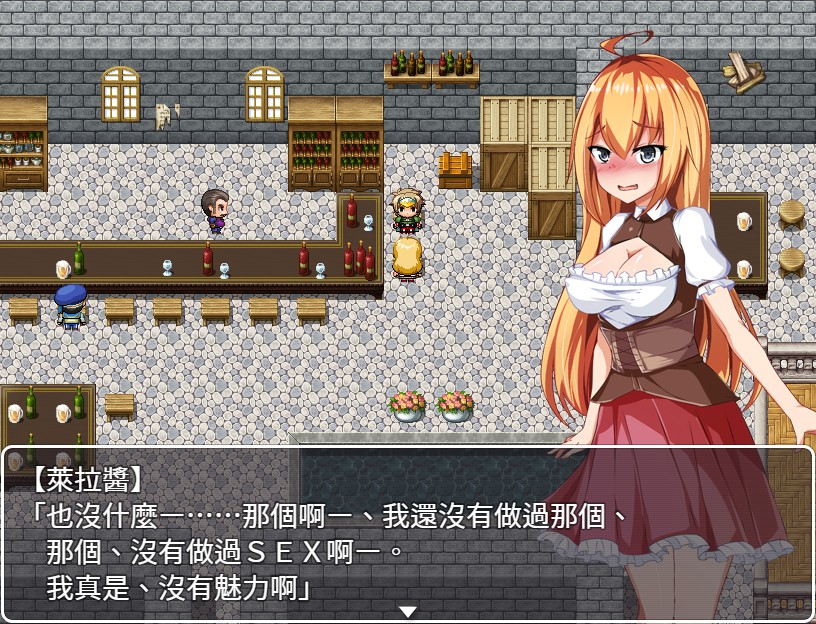 【萊拉醬】
「也沒什麼ー……那個啊ー、我還沒有做過那個、
那個、沒有做過ＳＥＸ啊ー。
我真是、沒有魅力啊」